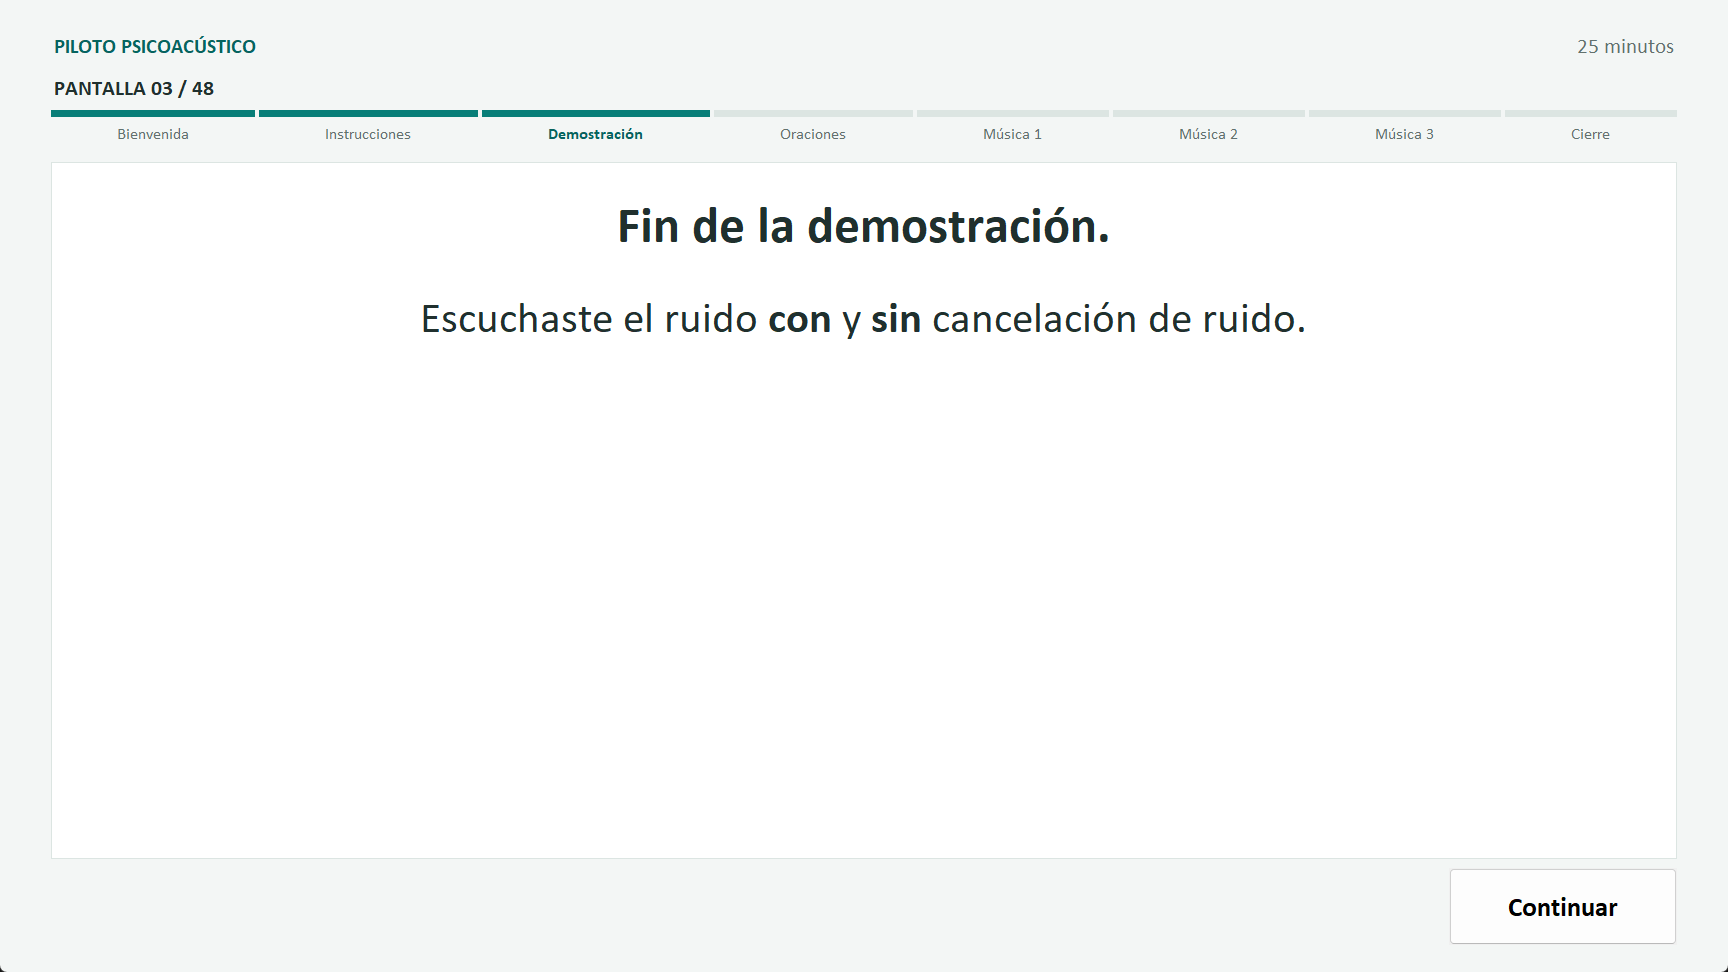 PILOTO PSICOACÚSTICO
25 minutos
PANTALLA 03 / 48
Bienvenida
Instrucciones
Demostración
Oraciones
Música 1
Música 2
Música 3
Cierre
Fin de la demostración.
Escuchaste el ruido con y sin cancelación de ruido.
Continuar